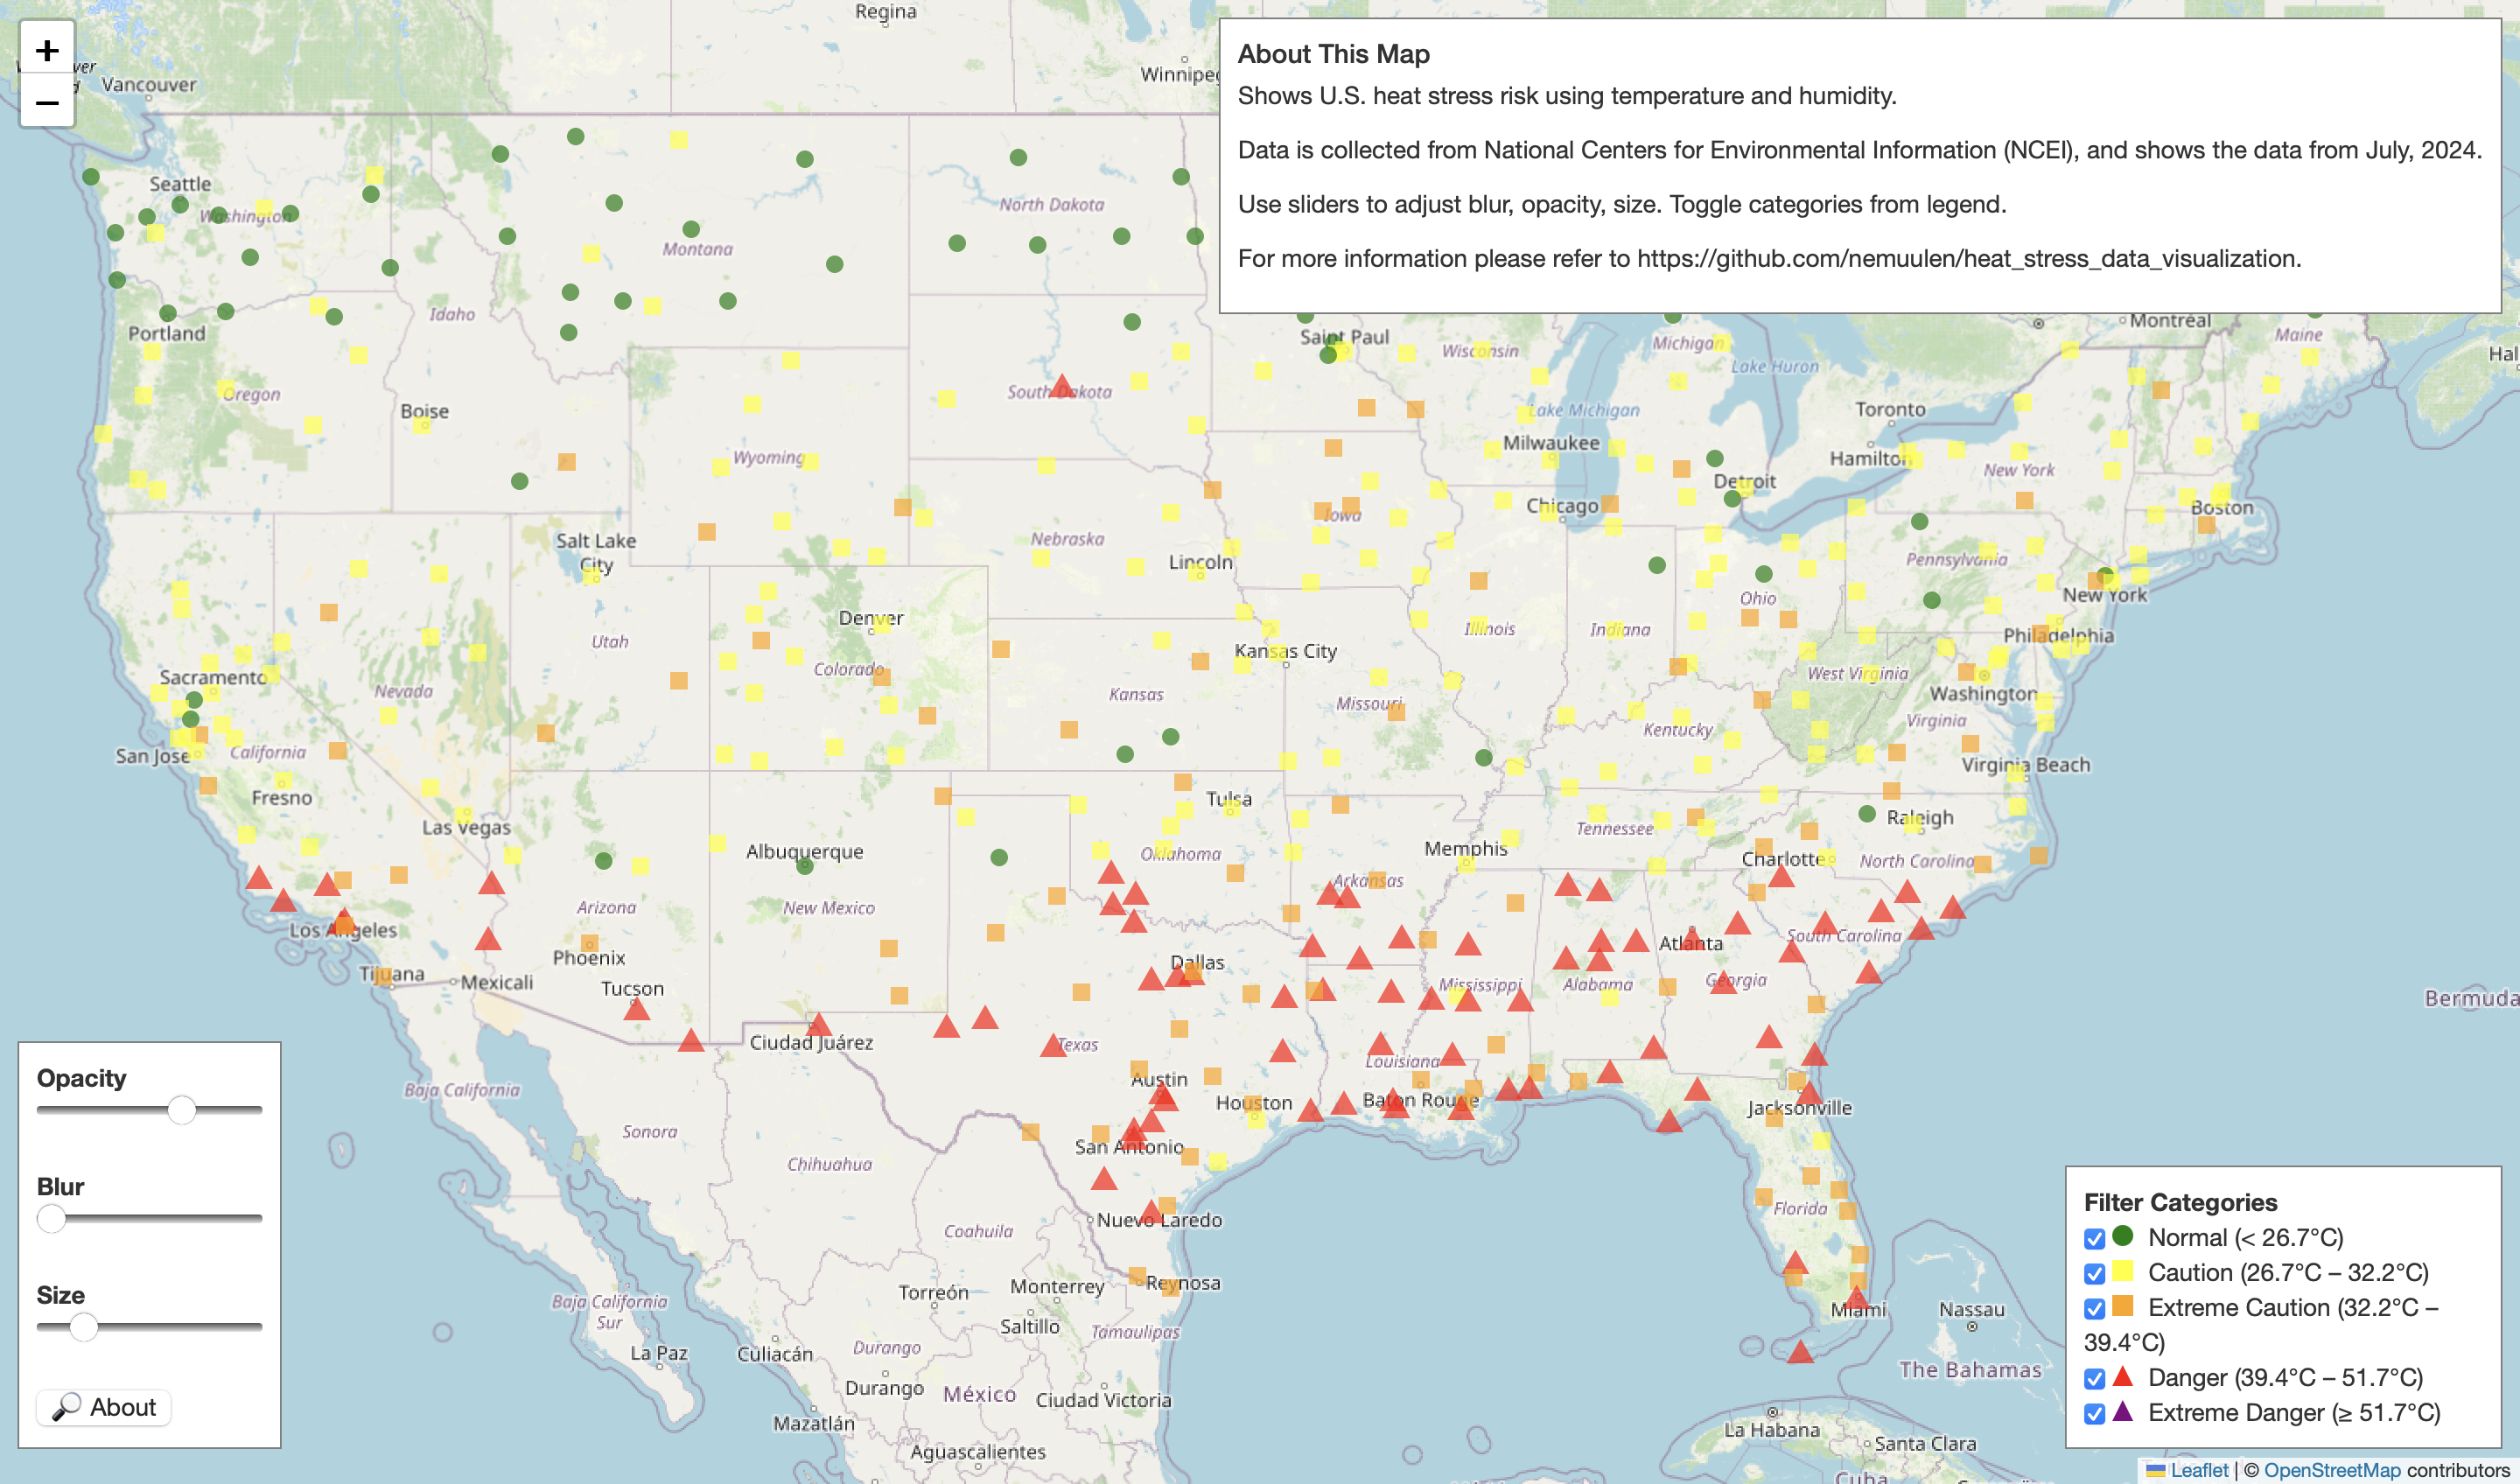 Regina
Winnipeg
+
−
Vancouver
About This Map
Shows U.S. heat stress risk using temperature and humidity.
Data is collected from National Centers for Environmental Information (NCEI), and shows the data from July, 2024.
Use sliders to adjust blur, opacity, size. Toggle categories from legend.
For more information please refer to https://github.com/nemuulen/heat_stress_data_visualization.
Seattle
Washington
Montana
North Dakota
Portland
Idaho
Oregon
Boise
South Dakota
Saint Paul
Wisconsin
Michigan
Lake Huron
Montréal
Maine
Hal
Wyoming
Lake Michigan
Milwaukee
Toronto
Hamilton
New York
Detroit
Chicago
Iowa
Boston
Salt Lake
City
Nebraska
Lincoln
Pennsylvania
Ohio
New York
Denver
Utah
Colorado
Kansas City
Illinois
Indiana
Philadelphia
Sacramento
Nevada
Kansas
Missouri
West Virginia
Washington
Virginia
San Jose
California
Kentucky
Virginia Beach
Fresno
Las Vegas
Tulsa
Tennessee
Raleigh
Albuquerque
Oklahoma
Memphis
Charlotte
North Carolina
Arizona
New Mexico
Arkansas
Los Angeles
Phoenix
Dallas
Atlanta
South Carolina
Tijuana
Mexicali
Tucson
Mississippi
Alabama
Georgia
Bermuda
Ciudad Juárez
Texas
Louisiana
Baja California
Austin
Houston
Baton Rouge
Jacksonville
Sonora
Chihuahua
San Antonio
Florida
Coahuila
Nuevo Laredo
Torreón
Monterrey
Reynosa
Baja California
Sur
Saltillo
Tamaulipas
Miami
Nassau
La Paz
Culiacán
Durango
The Bahamas
Durango
México
Ciudad Victoria
Mazatlán
La Habana
Aguascalientes
Santa Clara
Cuba
Opacity
Blur
Size
About
Filter Categories
Normal (< 26.7°C)
Caution (26.7°C – 32.2°C)
Extreme Caution (32.2°C –
39.4°C)
Danger (39.4°C – 51.7°C)
Extreme Danger (≥ 51.7°C)
Leaflet | © OpenStreetMap contributors